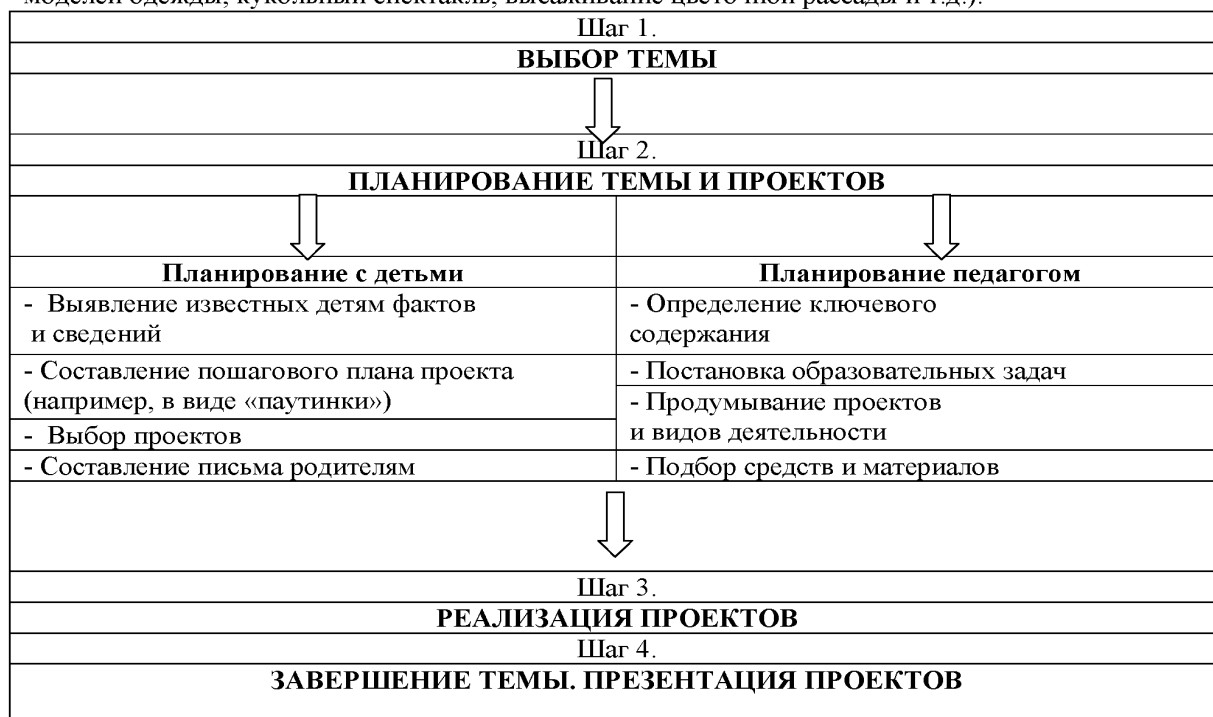 моделей одежды, кукольный спектакль, высаживание цветочной рассады и т.д.).
Шаг 1.
ВЫБОР ТЕМЫ
Шаг 2.
ПЛАНИРОВАНИЕ ТЕМЫ И ПРОЕКТОВ
Планирование с детьми
- Выявление известных детям фактов
и сведений
- Составление пошагового плана проекта
(например, в виде «паутинки»)
- Выбор проектов
- Составление письма родителям
Планирование педагогом
- Определение ключевого
содержания
- Постановка образовательных задач
- Продумывание проектов
и видов деятельности
- Подбор средств и материалов
Шаг 3.
РЕАЛИЗАЦИЯ ПРОЕКТОВ
Шаг 4.
ЗАВЕРШЕНИЕ ТЕМЫ. ПРЕЗЕНТАЦИЯ ПРОЕКТОВ